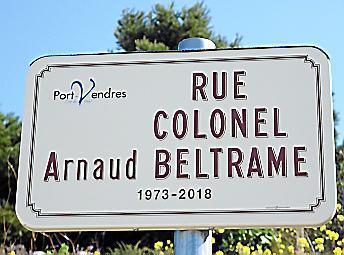 Port Vendres
RUE
COLONEL
Arnaud BELTRAME
1973-2018